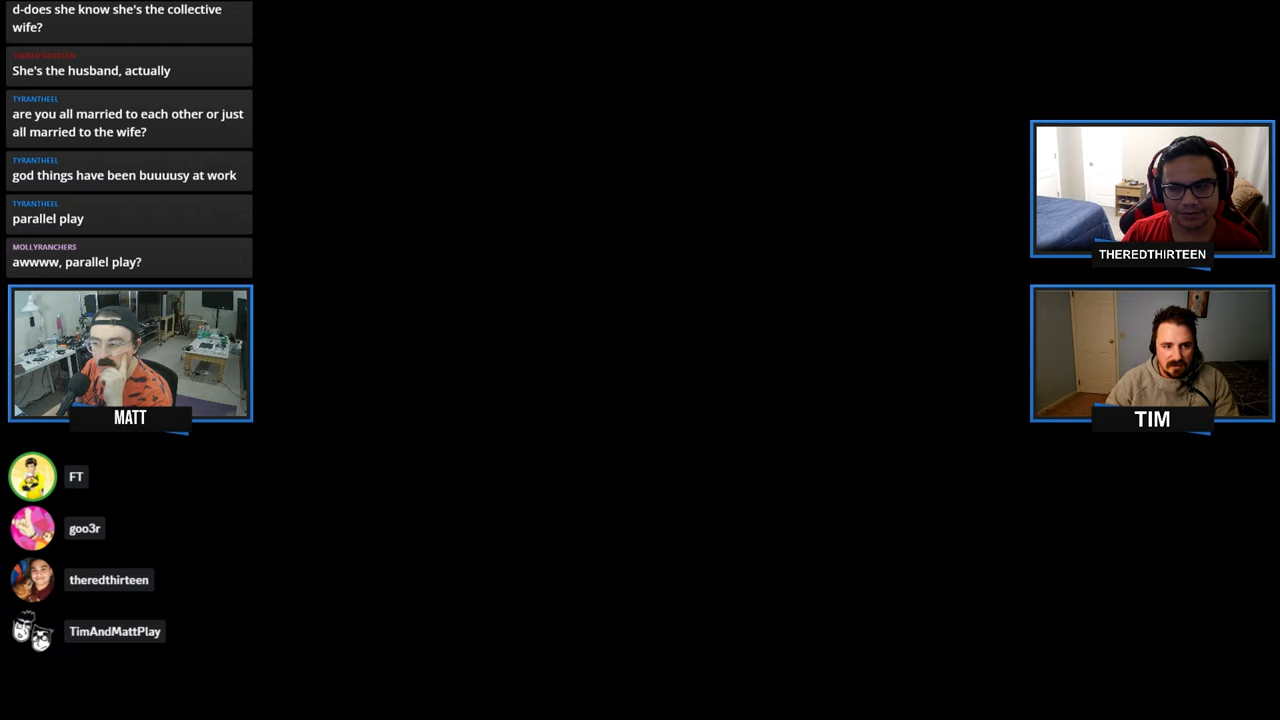 d-does she know she's the collective
wife?
THEREDTHIRTEEN
She's the husband, actually
TYRANTHEEL
are you all married to each other or just
all married to the wife?
TYRANTHEEL
god things have been buuuusy at work
TYRANTHEEL
parallel play
MOLLYRANCHERS
awwww, parallel play?
MATT
FT
goo3r
theredthirteen
TimAndMattPlay
THEREDTHIRTEEN
TIM